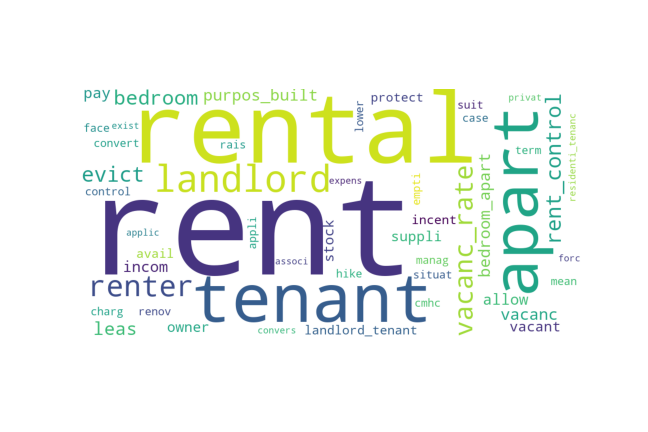 pay
bedroom
purpos_built
rental
lower
protect
suit
case
privat
face
exist
convert
rais
apart
term
rent_control
residenti_tenanc
evict
landlord
expens
control
rent
empti
vacanc_rate
bedroom_apart
applic
avail
incom
appli
associ
stock
hike
incent
suppli
manag
situat
forc
mean
renter
tenant
cmhc
allow
vacanc
vacant
charg
renov
leas
owner
convers
landlord_tenant